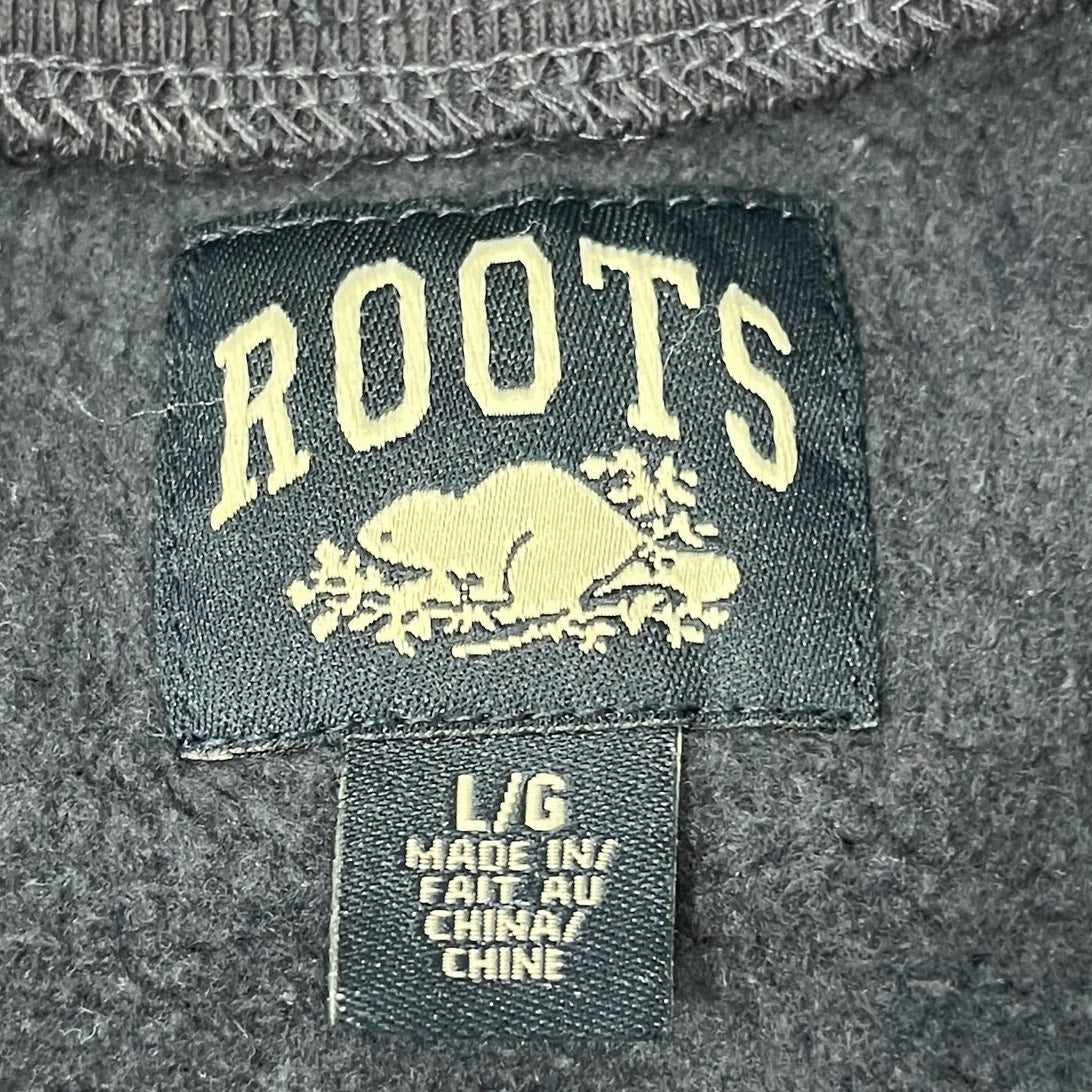 ROOTS
L/G
MADE IN/
FAIT AU
CHINA/
CHINE